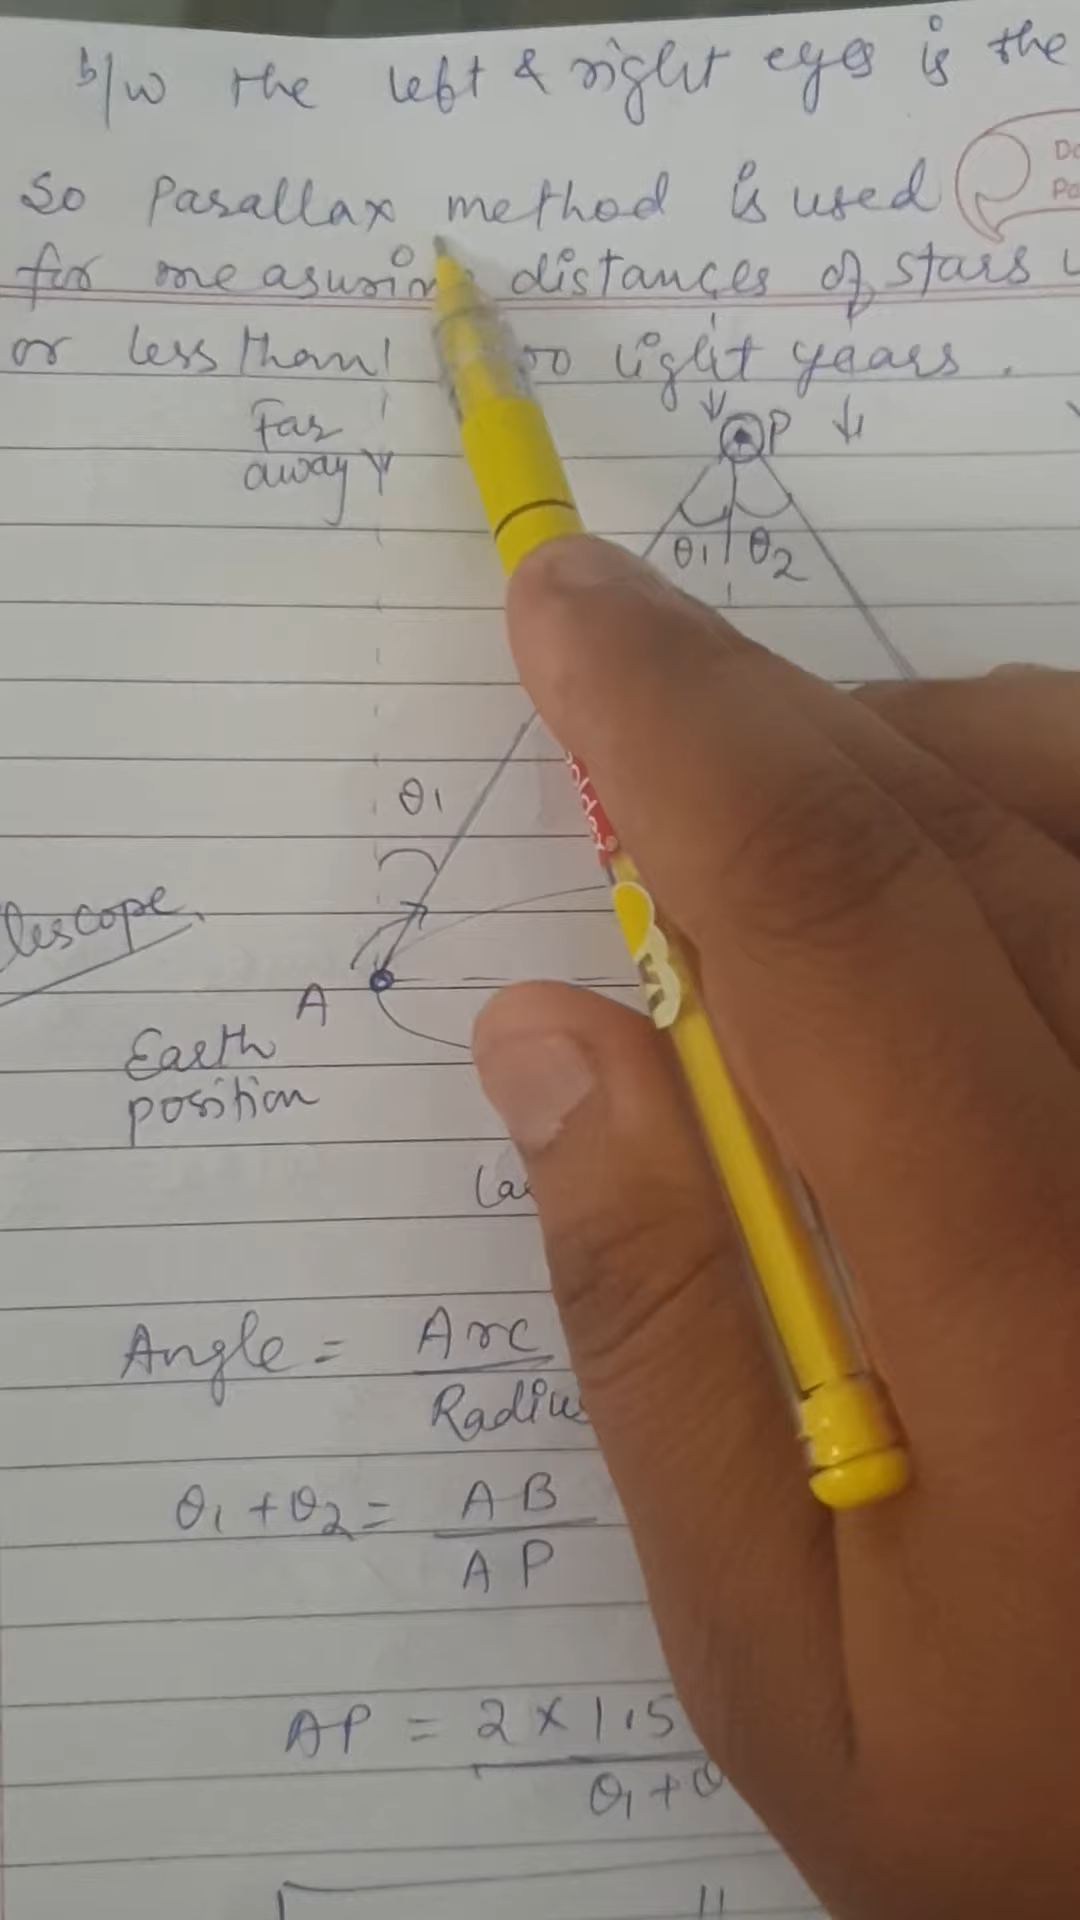 b/w the left & right eyes is the
So Parallax method is used
for measuring distances of stars
or less than light years.
Far
away
P
θ1 θ2
θ1
A
Earth
position
Angle = Arc
Radius
θ1 + θ2 = AB
AP
AP = 2 × 1.5
θ1 + θ